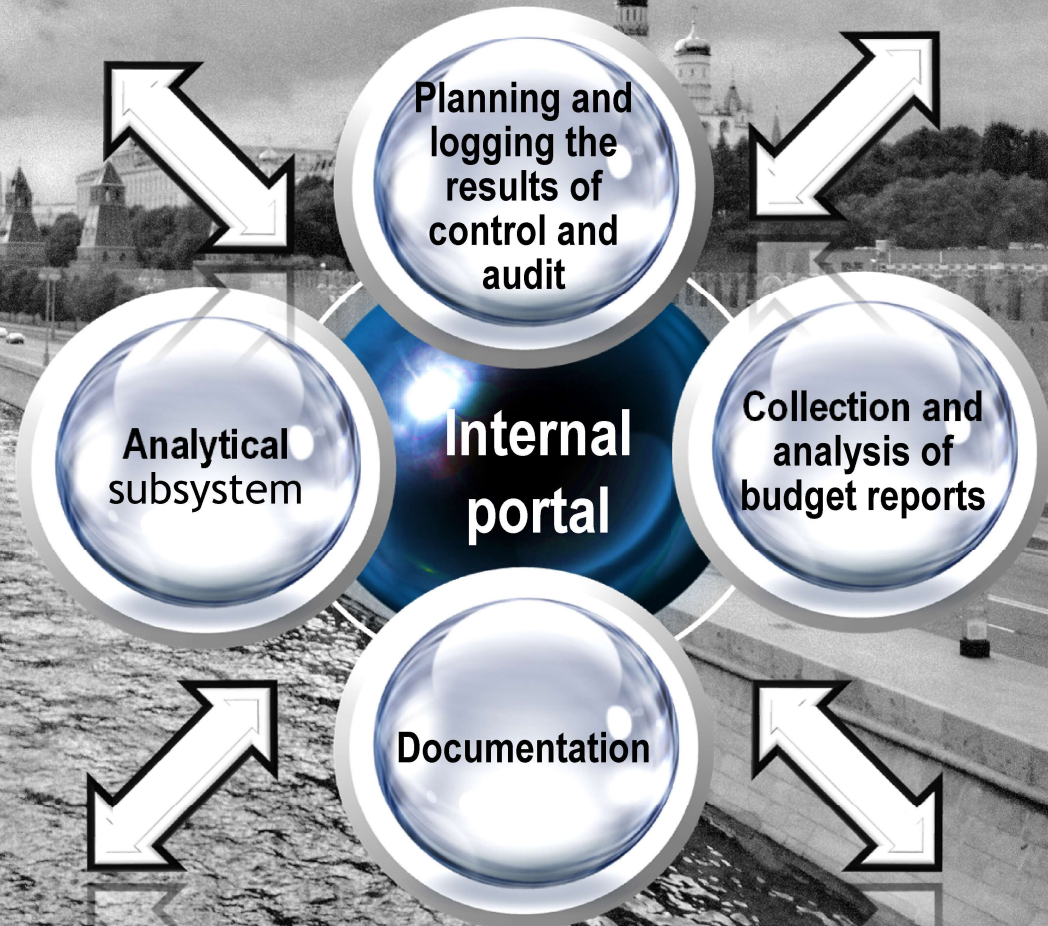 Planning and
logging the
results of
control and
audit
Analytical
subsystem
Internal
portal
Collection and
analysis of
budget reports
Documentation